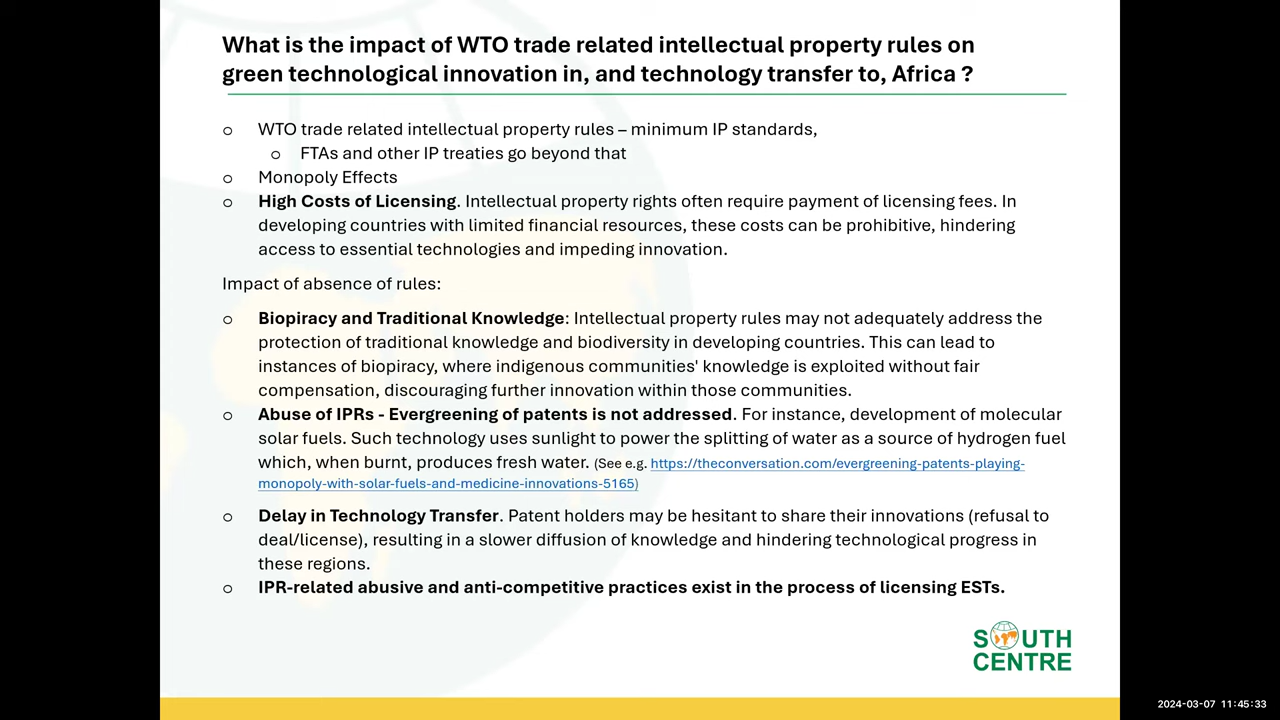 What is the impact of WTO trade related intellectual property rules on
green technological innovation in, and technology transfer to, Africa ?
o WTO trade related intellectual property rules – minimum IP standards,
o FTAs and other IP treaties go beyond that
o Monopoly Effects
o High Costs of Licensing. Intellectual property rights often require payment of licensing fees. In
developing countries with limited financial resources, these costs can be prohibitive, hindering
access to essential technologies and impeding innovation.
Impact of absence of rules:
o Biopiracy and Traditional Knowledge: Intellectual property rules may not adequately address the
protection of traditional knowledge and biodiversity in developing countries. This can lead to
instances of biopiracy, where indigenous communities' knowledge is exploited without fair
compensation, discouraging further innovation within those communities.
o Abuse of IPRs - Evergreening of patents is not addressed. For instance, development of molecular
solar fuels. Such technology uses sunlight to power the splitting of water as a source of hydrogen fuel
which, when burnt, produces fresh water. (See e.g. https://theconversation.com/evergreening-patents-playing-
monopoly-with-solar-fuels-and-medicine-innovations-5165)
o Delay in Technology Transfer. Patent holders may be hesitant to share their innovations (refusal to
deal/license), resulting in a slower diffusion of knowledge and hindering technological progress in
these regions.
o IPR-related abusive and anti-competitive practices exist in the process of licensing ESTs.
SOUTH
CENTRE
2024-03-07 11:45:33